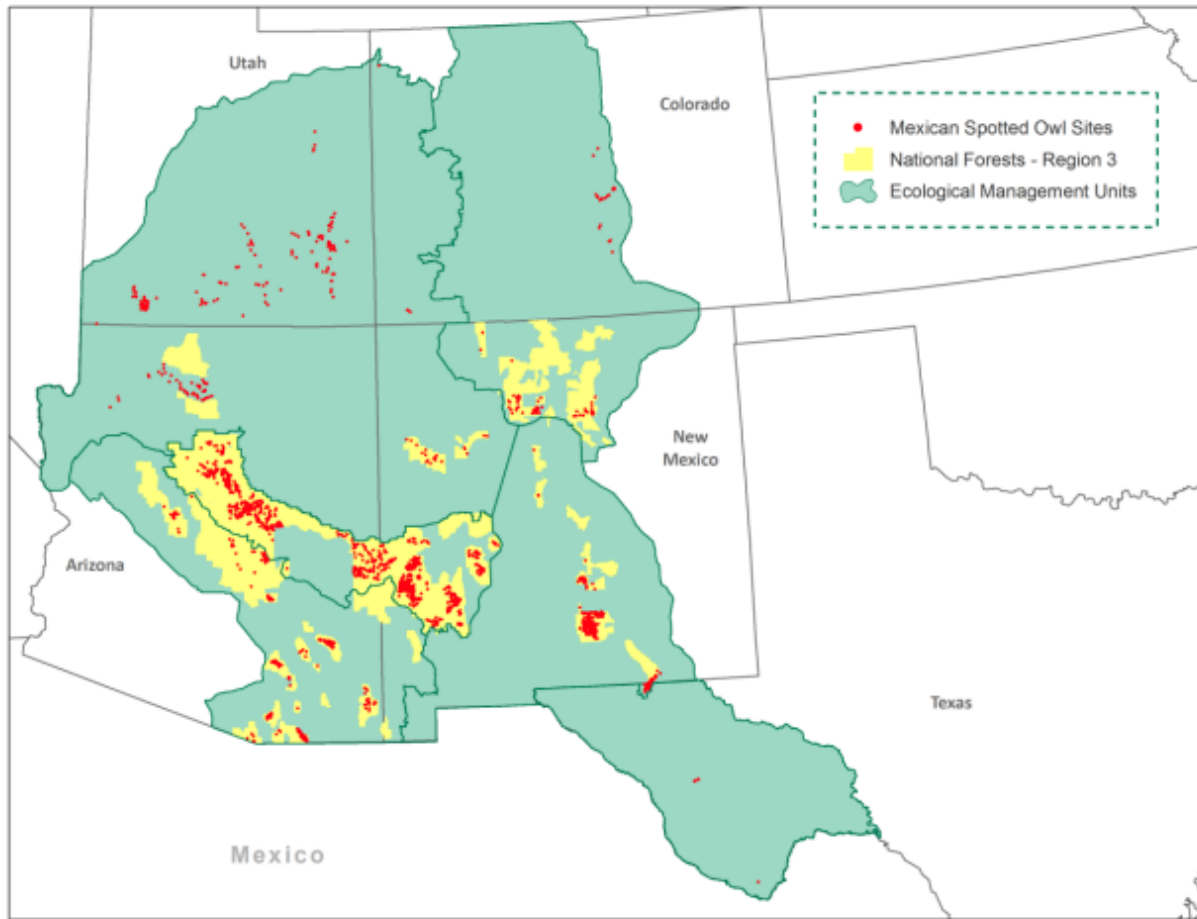 Utah
Colorado
Mexican Spotted Owl Sites
National Forests - Region 3
Ecological Management Units
New
Mexico
Arizona
Texas
Mexico